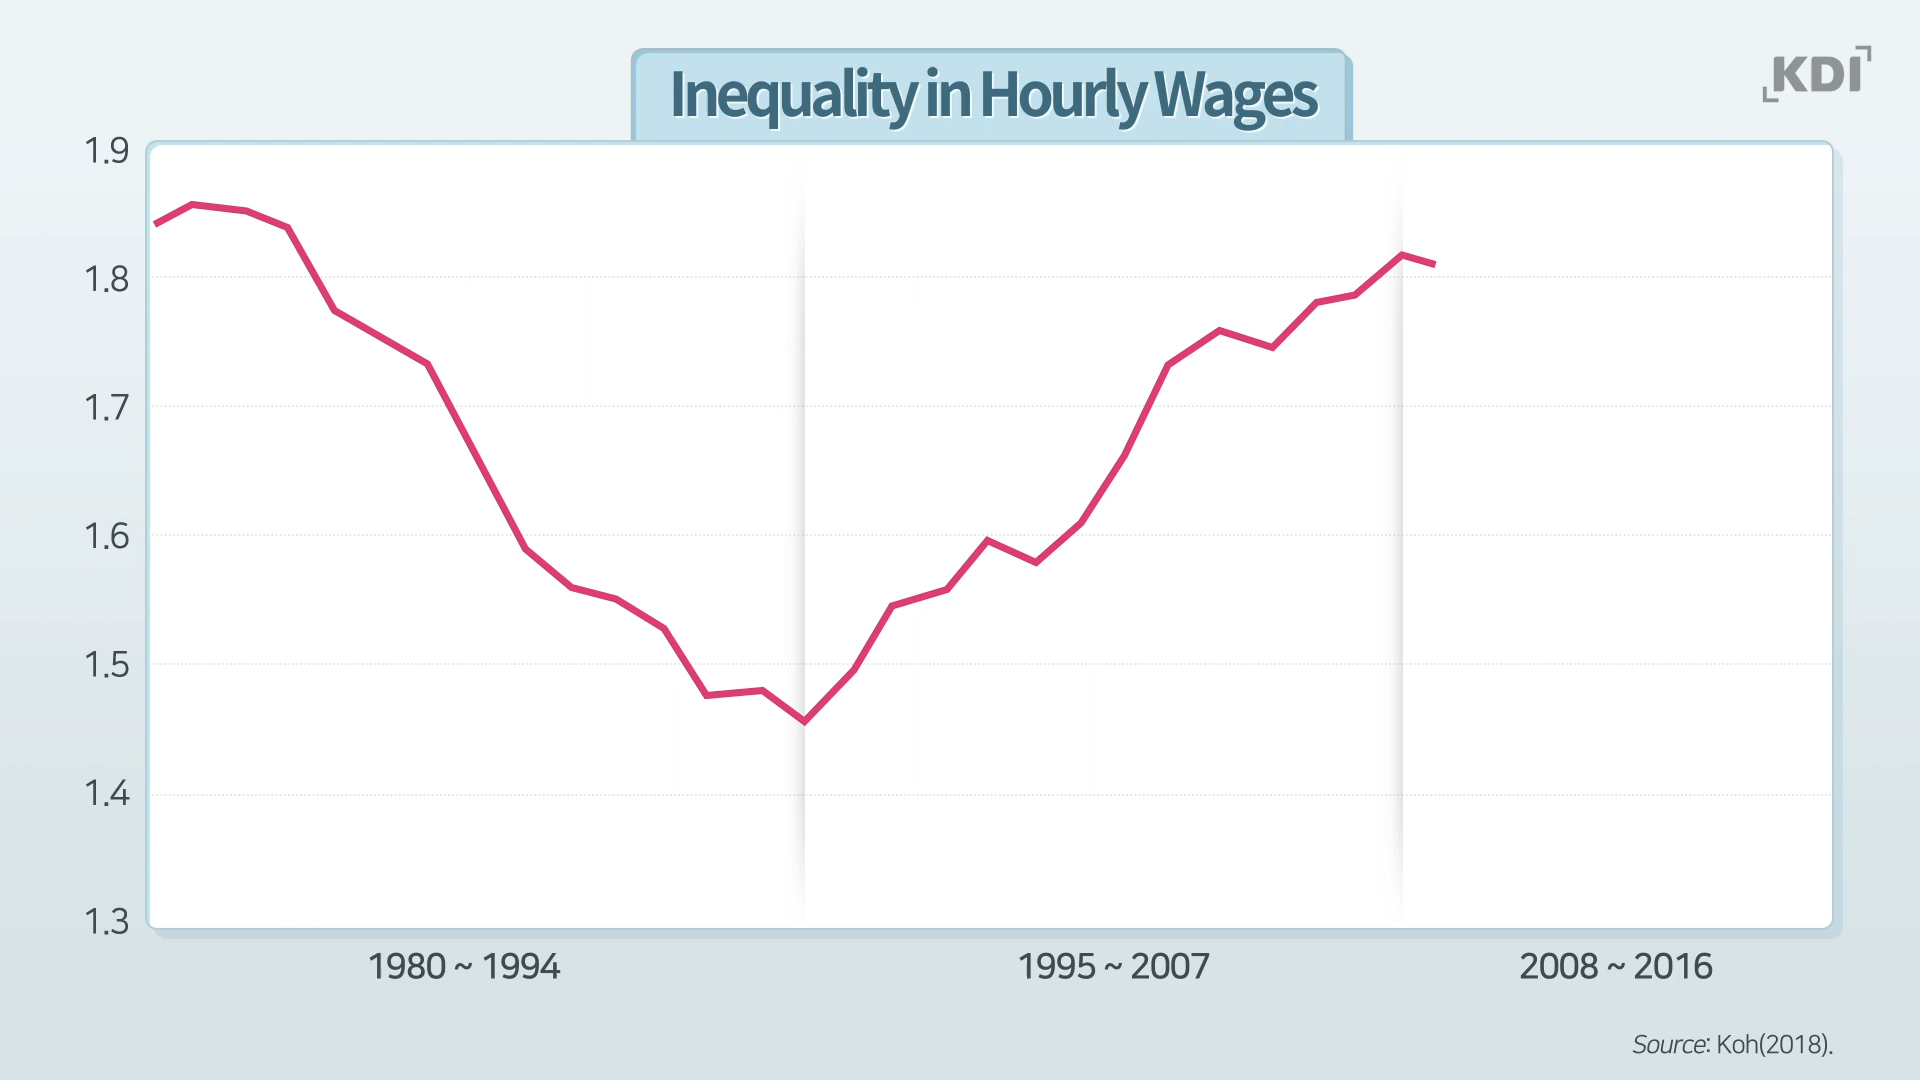 Inequality in Hourly Wages
KDI
1.9
1.8
1.7
1.6
1.5
1.4
1.3
1980 ~ 1994
1995 ~ 2007
2008 ~ 2016
Source: Koh(2018).